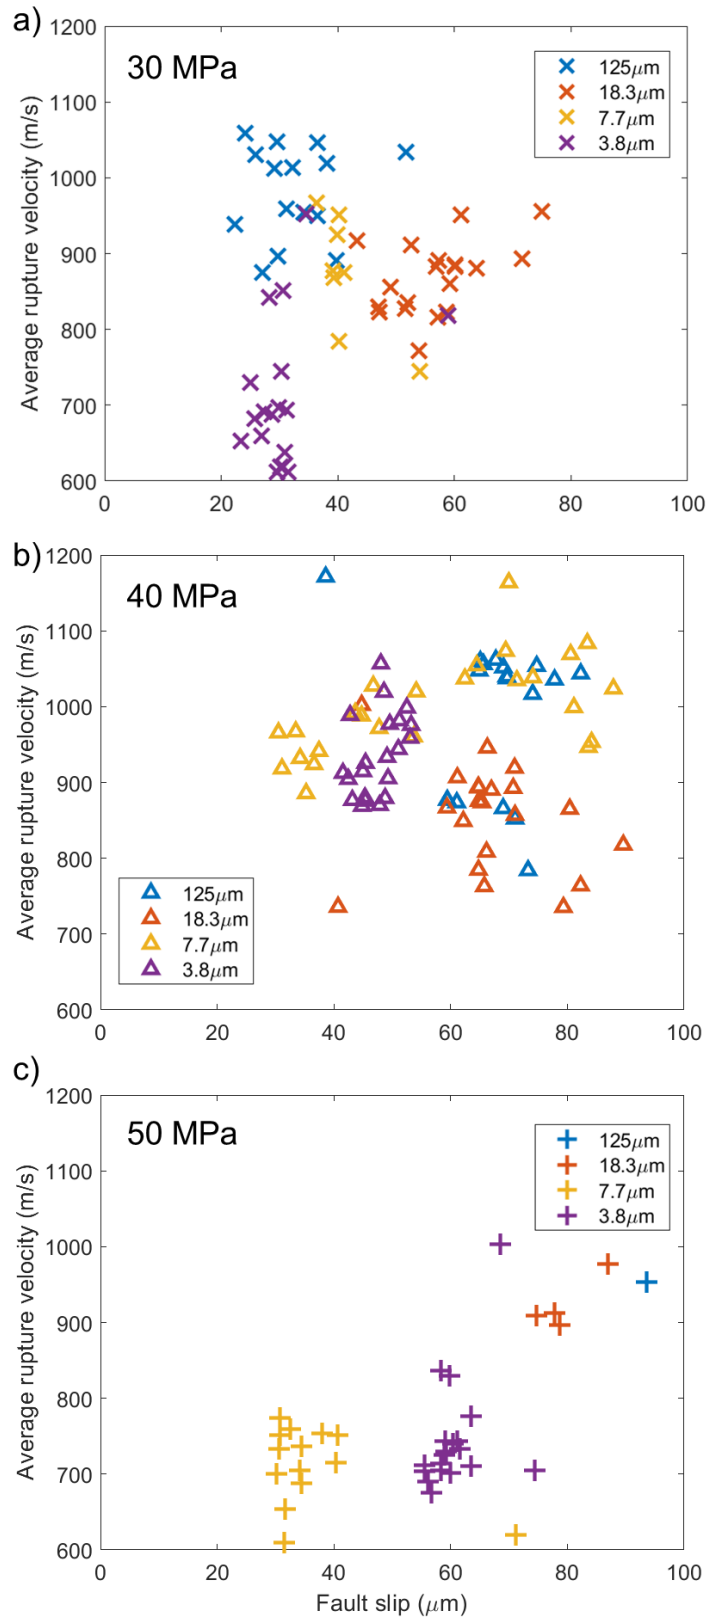 a)
1200
1100
1000
900
800
700
600
Average rupture velocity (m/s)
30 MPa
125μm
18.3μm
7.7μm
3.8μm
0 20 40 60 80 100
b)
1200
1100
1000
900
800
700
600
Average rupture velocity (m/s)
40 MPa
125μm
18.3μm
7.7μm
3.8μm
0 20 40 60 80 100
c)
1200
1100
1000
900
800
700
600
Average rupture velocity (m/s)
50 MPa
125μm
18.3μm
7.7μm
3.8μm
0 20 40 60 80 100
Fault slip (μm)